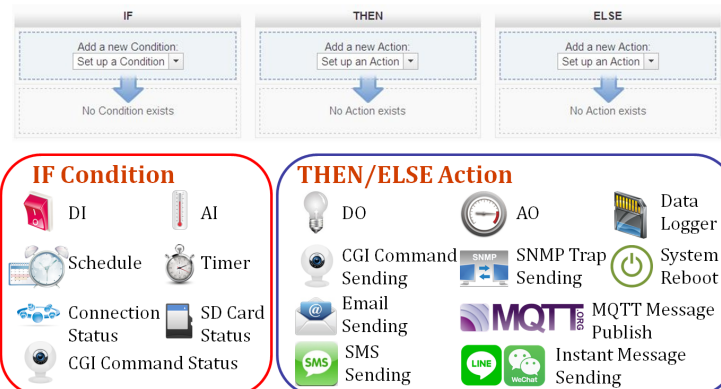 IF THEN ELSE
Add a new Condition: Add a new Action: Add a new Action:
Set up a Condition Set up an Action Set up an Action
No Condition exists No Action exists No Action exists
IF Condition
DI AI
Schedule Timer
Connection Status
SD Card Status
CGI Command Status
THEN/ELSE Action
DO AO
Data Logger
CGI Command Sending
SNMP
SNMP Trap Sending
System Reboot
@
Email Sending
MQTT.ORG
MQTT Message Publish
SMS
SMS Sending
LINE
WeChat
Instant Message Sending